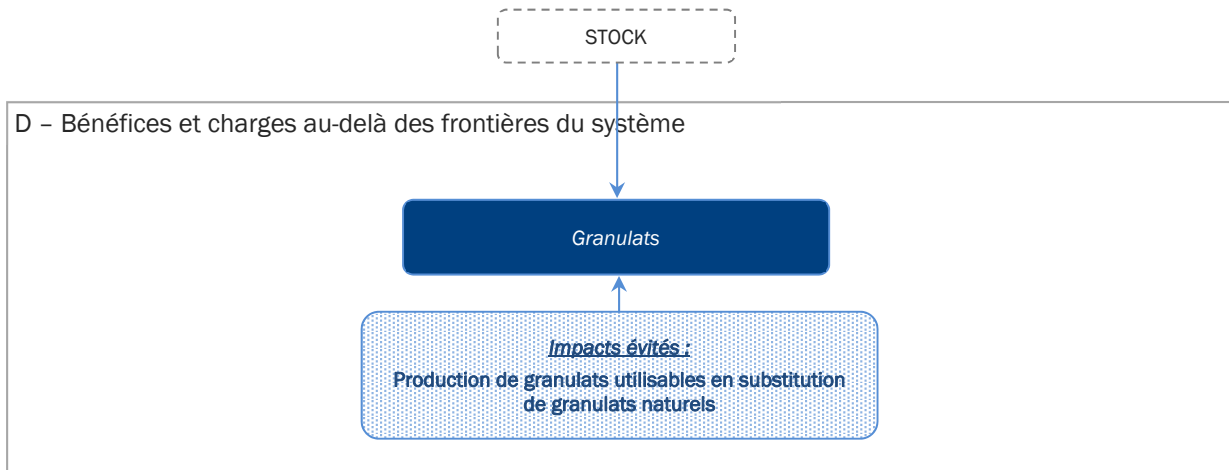 STOCK
D – Bénéfices et charges au-delà des frontières du système
Granulats
Impacts évités :
Production de granulats utilisables en substitution
de granulats naturels